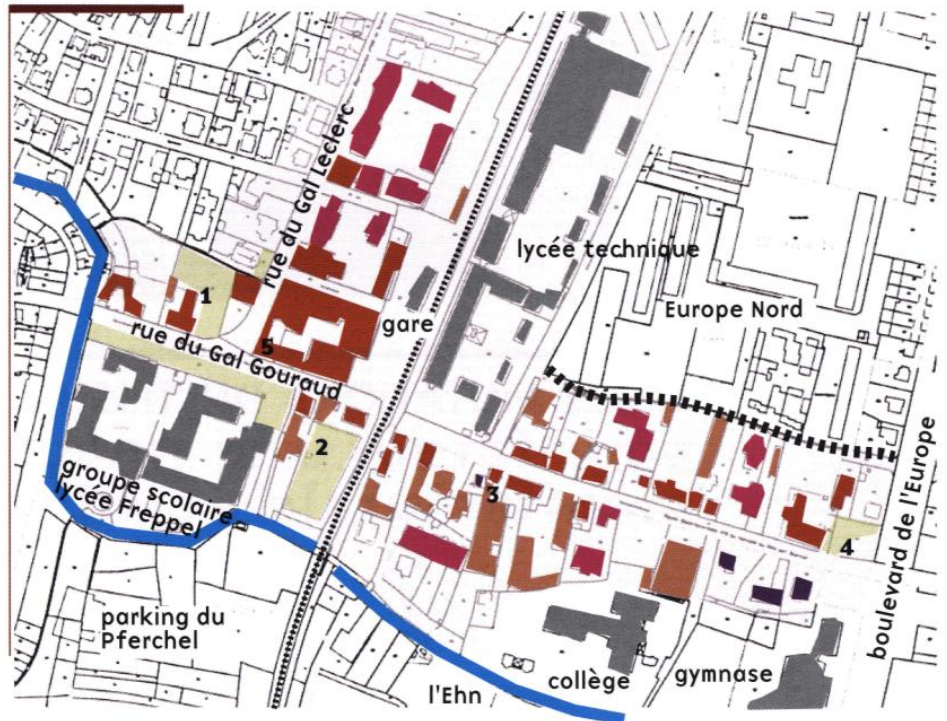 rue du Gal Leclerc
lycée technique
1
Europe Nord
gare
rue du Gal Gouraud
5
2
boulevard de l'Europe
groupe scolaire
lycée Freppel
3
4
parking du
Pferchel
l'Ehn
collège
gymnase